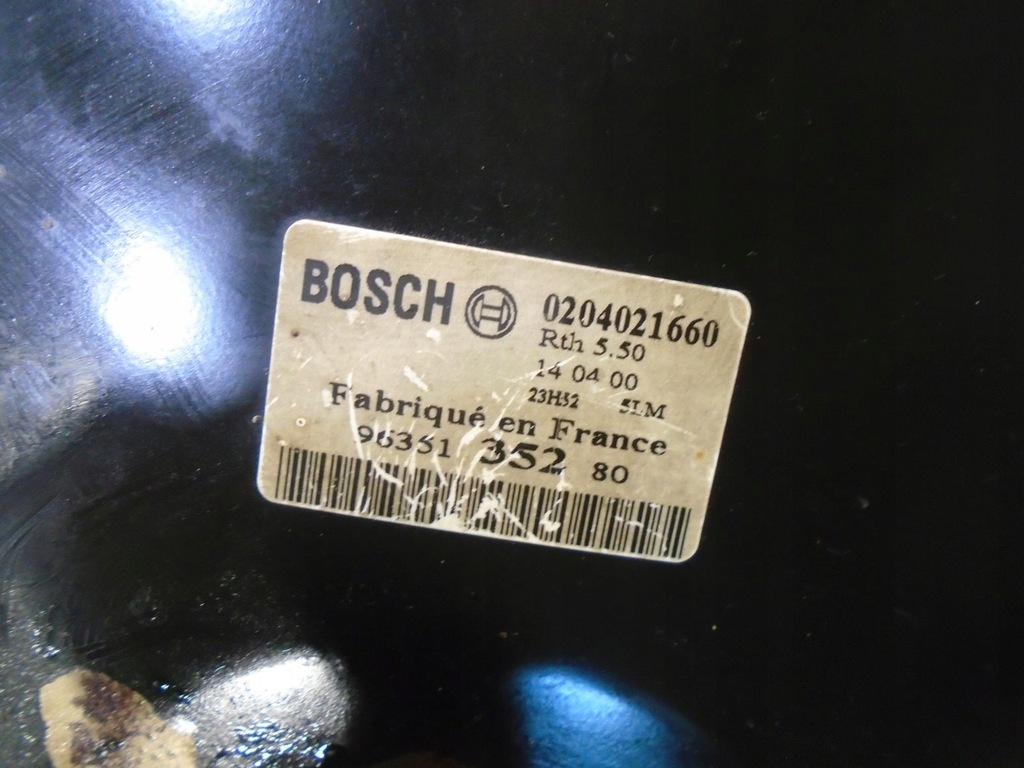 BOSCH 0204021660
Rth 5.50
14 04 00
23H52 5LM
Fabriqué en France
96351 352 80